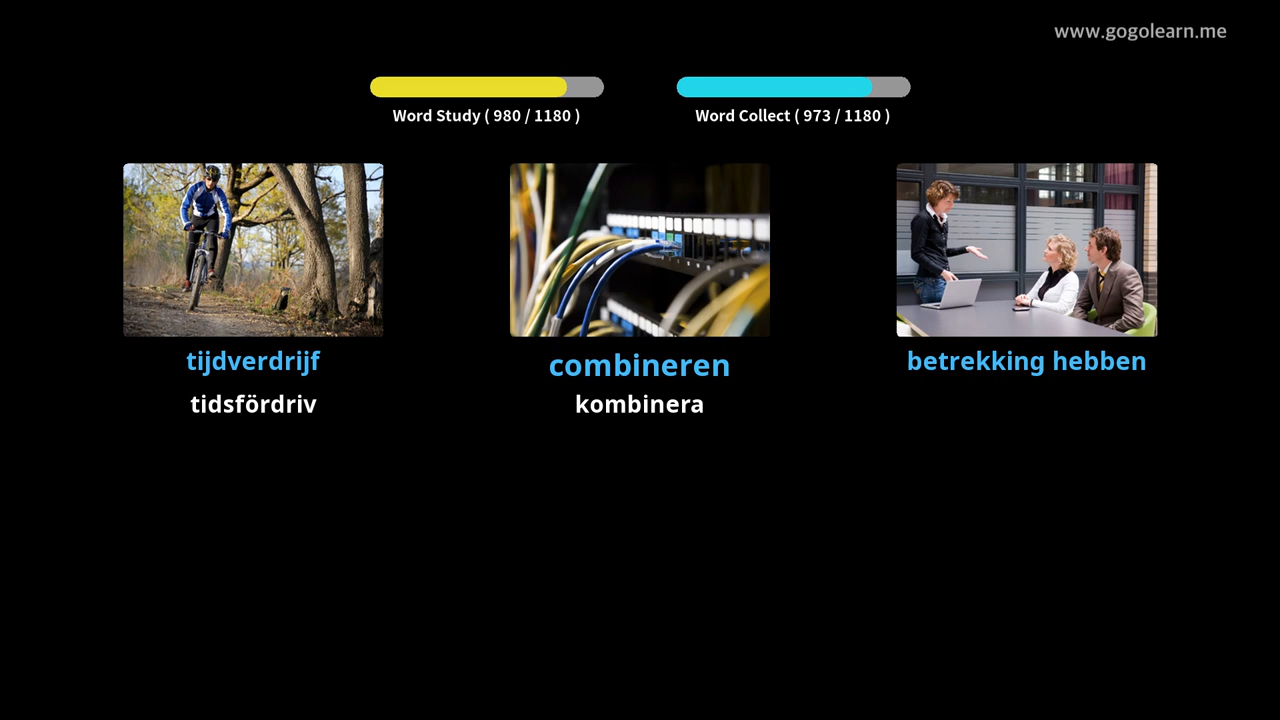 www.gogolearn.me
Word Study ( 980 / 1180 )
Word Collect ( 973 / 1180 )
tijdverdrijf
combineren
betrekking hebben
tidsfördriv
kombinera